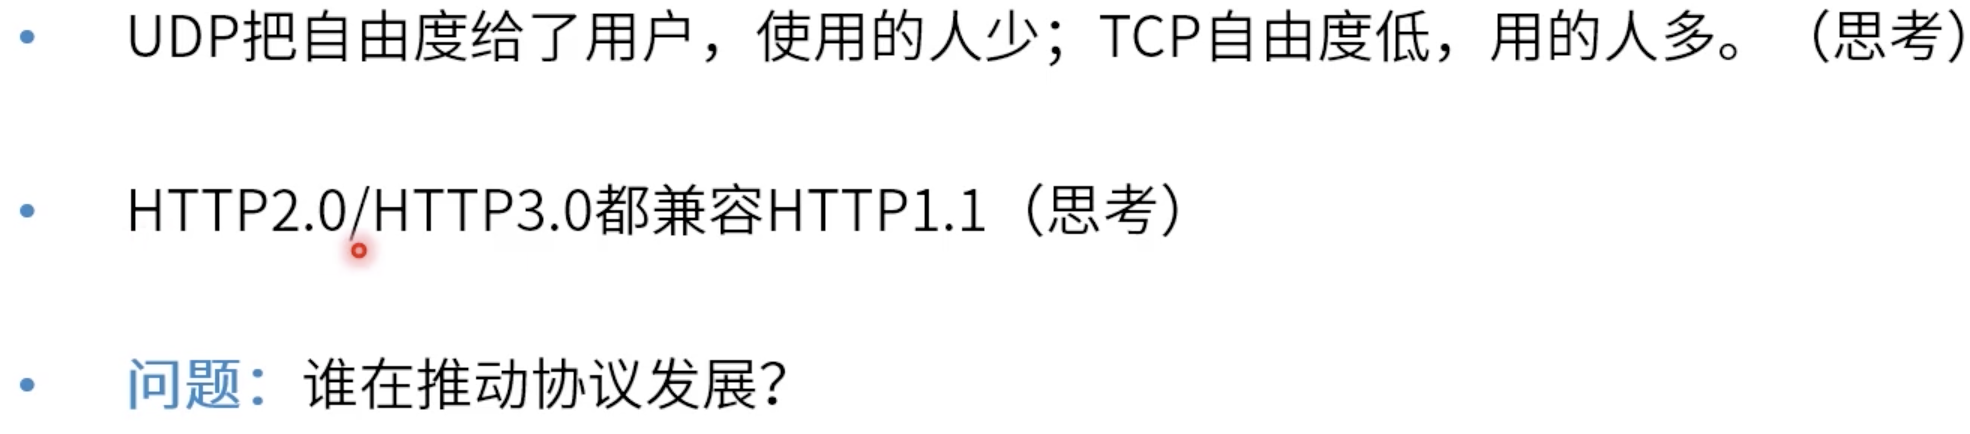 • UDP把自由度给了用户，使用的人少；TCP自由度低，用的人多。（思考）
• HTTP2.0/HTTP3.0都兼容HTTP1.1（思考）
• 问题：谁在推动协议发展？